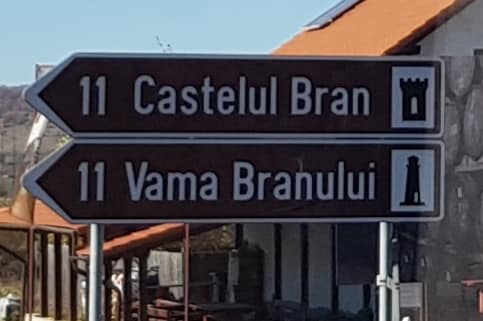 11 Castelul Bran
11 Vama Branului